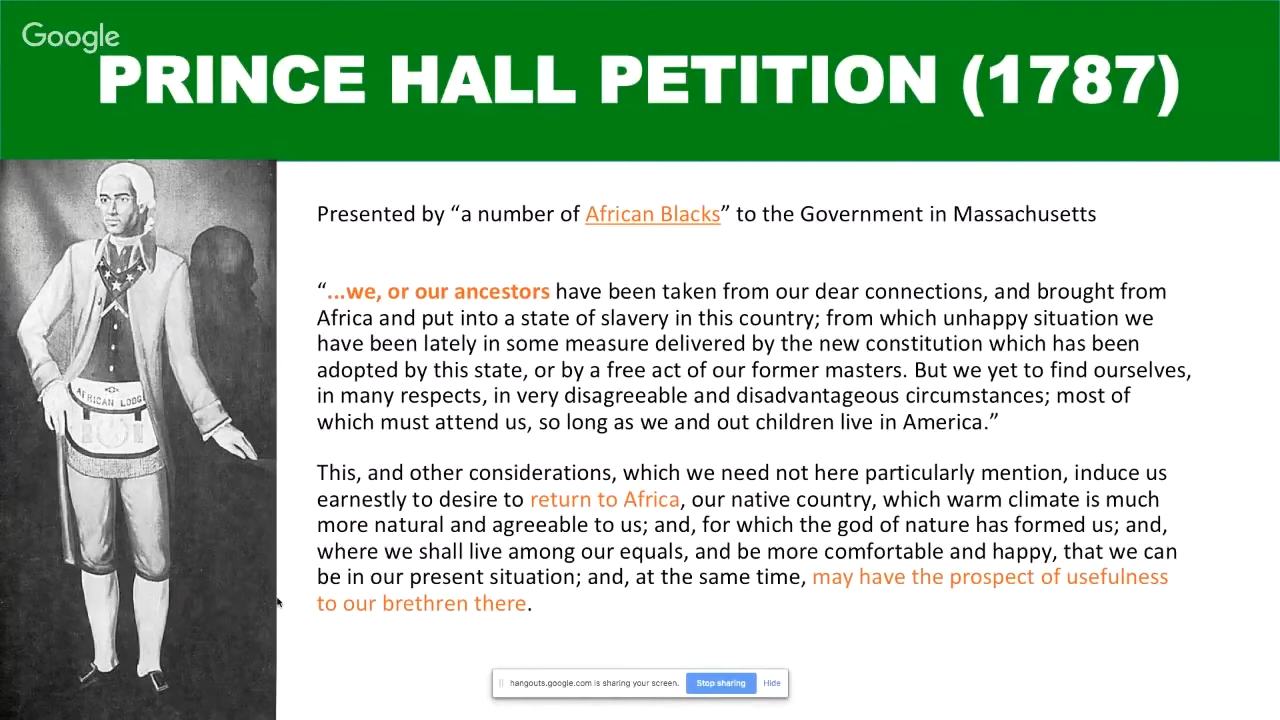 Google
PRINCE HALL PETITION (1787)
Presented by “a number of African Blacks” to the Government in Massachusetts
“...we, or our ancestors have been taken from our dear connections, and brought from
Africa and put into a state of slavery in this country; from which unhappy situation we
have been lately in some measure delivered by the new constitution which has been
adopted by this state, or by a free act of our former masters. But we yet to find ourselves,
in many respects, in very disagreeable and disadvantageous circumstances; most of
which must attend us, so long as we and out children live in America.”
This, and other considerations, which we need not here particularly mention, induce us
earnestly to desire to return to Africa, our native country, which warm climate is much
more natural and agreeable to us; and, for which the god of nature has formed us; and,
where we shall live among our equals, and be more comfortable and happy, that we can
be in our present situation; and, at the same time, may have the prospect of usefulness
to our brethren there.
AFRICAN LODG
hangouts.google.com is sharing your screen. Stop sharing Hide